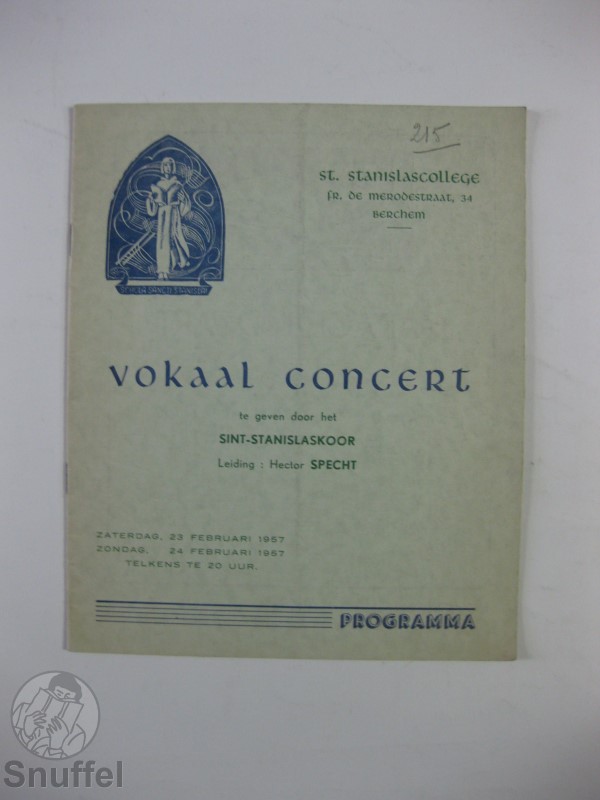 215
St. Stanislascollege
Fr. de Merodestraat, 34
Berchem
Vokaal Concert
te geven door het
SINT-STANISLASKOOR
Leiding : Hector SPECHT
ZATERDAG, 23 FEBRUARI 1957
ZONDAG, 24 FEBRUARI 1957
TELKENS TE 20 UUR.
PROGRAMMA
Snuffel